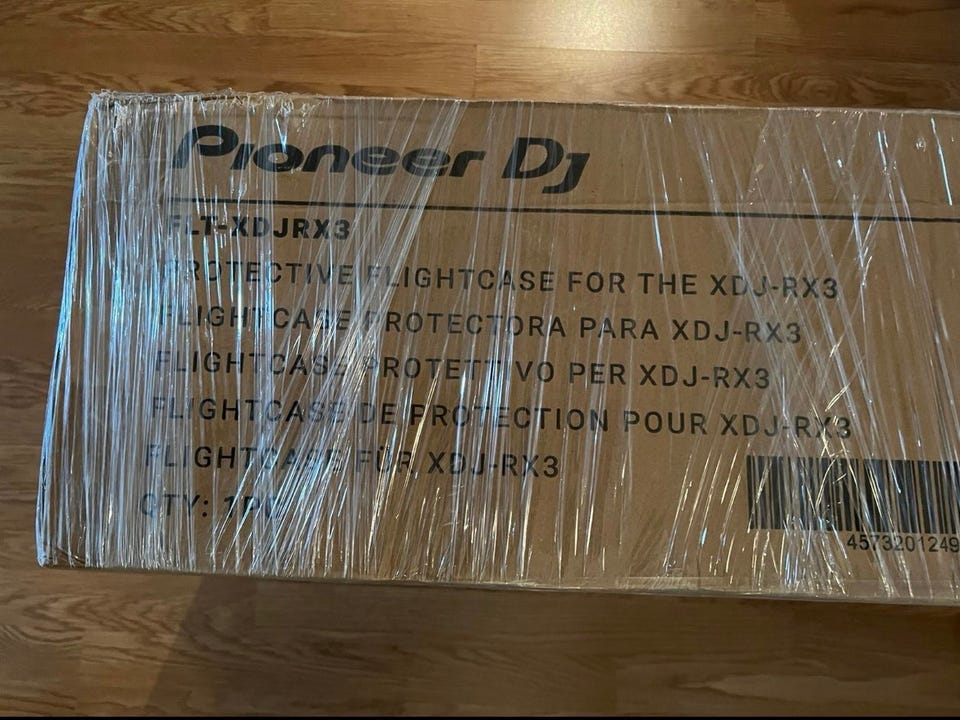 Pioneer DJ
FLT-XDJRX3
PROTECTIVE FLIGHTCASE FOR THE XDJ-RX3
FLIGHTCASE PROTECTORA PARA XDJ-RX3
FLIGHTCASE PROTETTIVO PER XDJ-RX3
FLIGHTCASE DE PROTECTION POUR XDJ-RX3
FLIGHTCASE FÜR XDJ-RX3
QTY: 1PC
4573201249